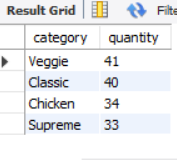 Result Grid Filte
category quantity
Veggie 41
Classic 40
Chicken 34
Supreme 33